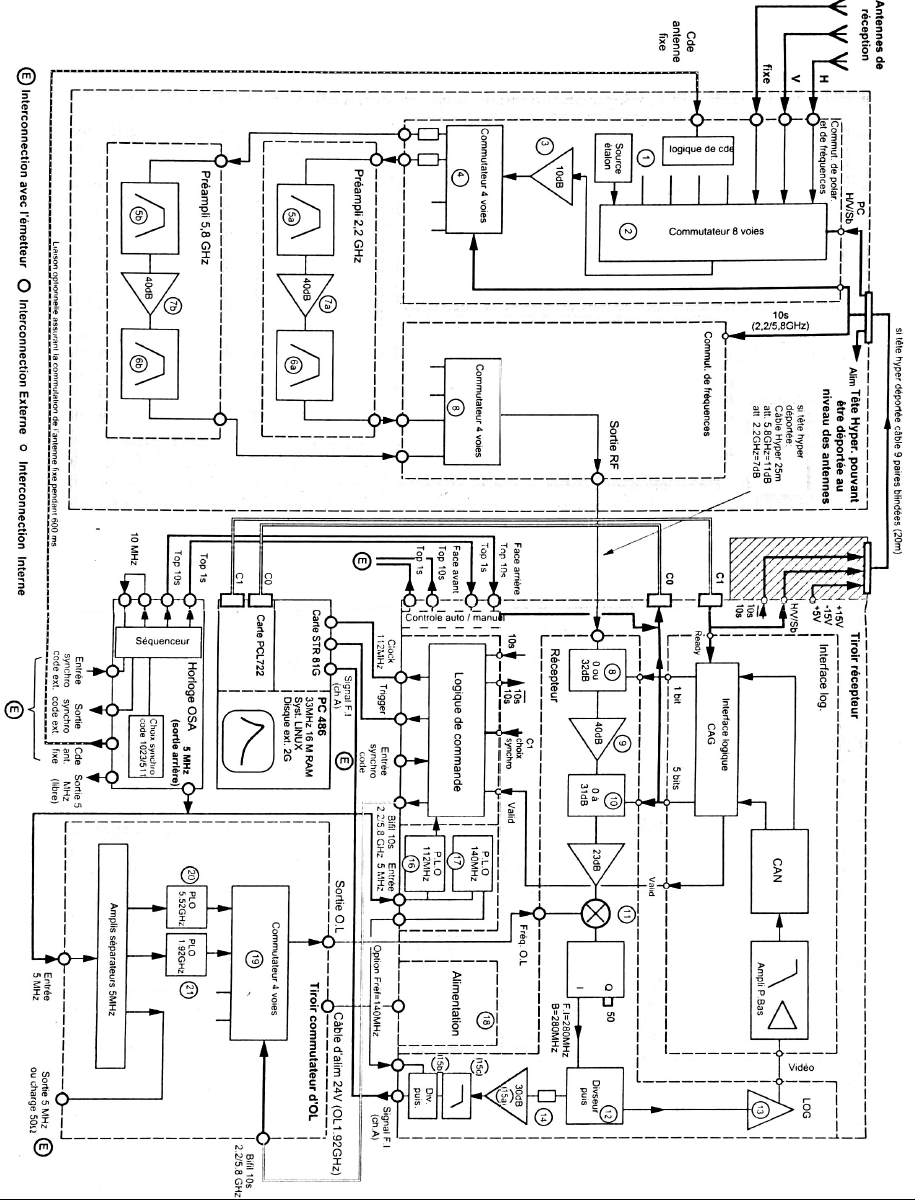 Antennes de
réception
H
V
fixe
Cde
antenne
fixe
Commut. de polar.
et de fréquences
logique de cde
Source
étalon
1
Commutateur 8 voies
2
10dB
3
Commutateur 4 voies
4
PC
H/V/Sb
10s
(2,2/5,8GHz)
si tête hyper déportée câble 9 paires blindées (20m)
Alim
Tête Hyper. pouvant
être déportée au
niveau des antennes
Préampli 2,2 GHz
5a
40dB
7a
6a
Préampli 5,8 GHz
5b
40dB
7b
6b
Commut. de fréquences
Commutateur 4 voies
8
Sortie RF
si tête hyper
déportée:
Câble Hyper 25m
att. 5.8GHz=11dB
att. 2.2GHz=7dB
Liaison optionnelle assurant la commutation de l'antenne fixe pendant 600 ms
E Interconnection avec l'émetteur
Interconnection Externe
Interconnection Interne
Tiroir récepteur
+15V
-15V
+5V
H/V/Sb
10s
10s
Interface log.
C1
C0
Ready
Interface logique
CAG
1 bit
5 bits
Valid
CAN
Ampli P.Bas
Vidéo
LOG
13
Récepteur
0 ou
32dB
8
40dB
9
0 à
31dB
10
23dB
11
Q
I
50
F.I=280MHz
B=280MHz
Diviseur
puis
12
14
30dB
(15a)
(15c)
Div.
puis.
(15b)
Signal F.I
(ch.A)
Fréq. O.L
Alimentation
18
Option Fref=140MHz
Face arrière
Top 10s
Top 1s
Face avant
Top 10s
Top 1s
E
Controle auto / manuel
10s
10s
10s
C1
choix
synchro
Valid
Logique de
commande
Clock
112MHz
Trigger
Entrée
synchro
code
Bifil 10s
2.2/5.8 GHz
Entrée
5 MHz
P.L.O
112MHz
16
P.L.O
140MHz
17
C1
C0
Carte PCL722
Carte STR 81G
PC 486
33MHz 16 M RAM
Syst. LINUX
Disque ext. 2G
Signal F.I
(ch A)
E
10 MHz
Top 10s
Top 1s
Séquenceur
Horloge OSA
Choix synchro
code 1023/511
5 MHz
(sortie arrière)
Entrée
synchro
code ext.
Sortie
synchro
code ext.
Cde
ant.
fixe
Sortie 5
MHz
(libre)
E
Tiroir commutateur d'OL
Câble d'alim 24V (OL1.92GHz)
Sortie O.L
Commutateur
4 voies
19
PLO
5.52GHz
20
PLO
1.92GHz
21
Amplis séparateurs 5MHz
Entrée
5 MHz
Sortie 5 MHz
ou charge 50Ω
E
Bifil 10s
2.2/5.8 GHz